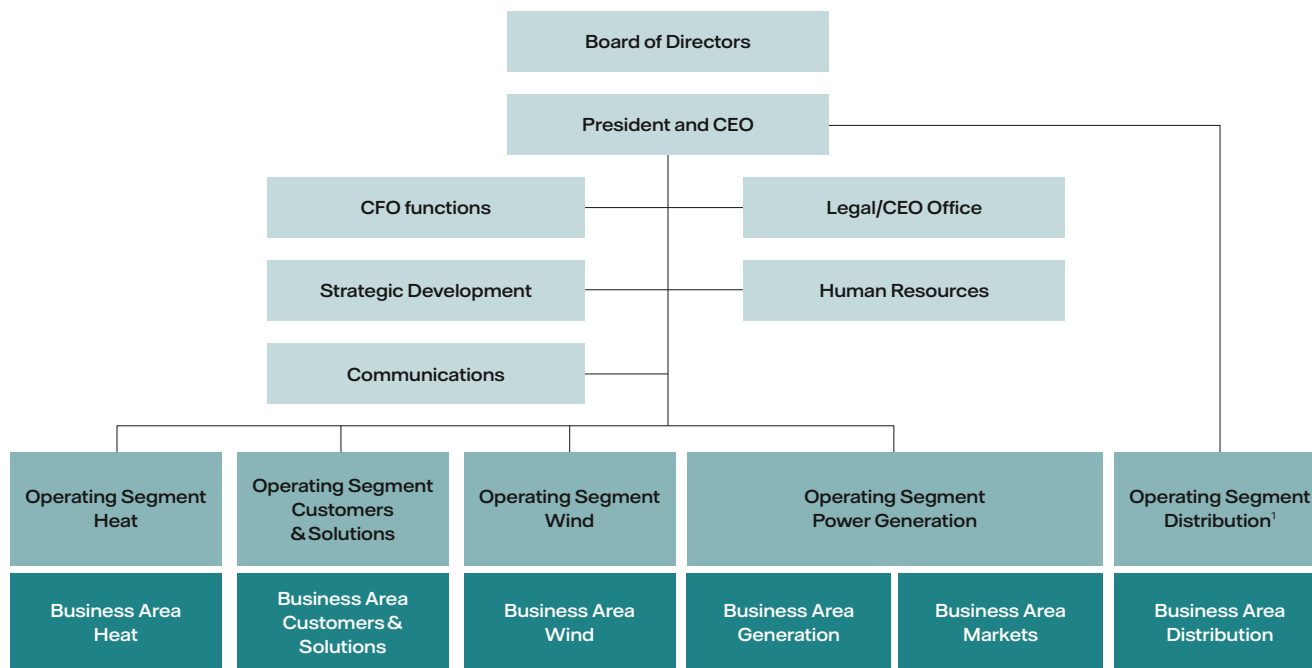 Board of Directors
President and CEO
CFO functions
Legal/CEO Office
Strategic Development
Human Resources
Communications
Operating Segment
Heat
Operating Segment
Customers
& Solutions
Operating Segment
Wind
Operating Segment
Power Generation
Operating Segment
Distribution¹
Business Area
Heat
Business Area
Customers &
Solutions
Business Area
Wind
Business Area
Generation
Business Area
Markets
Business Area
Distribution